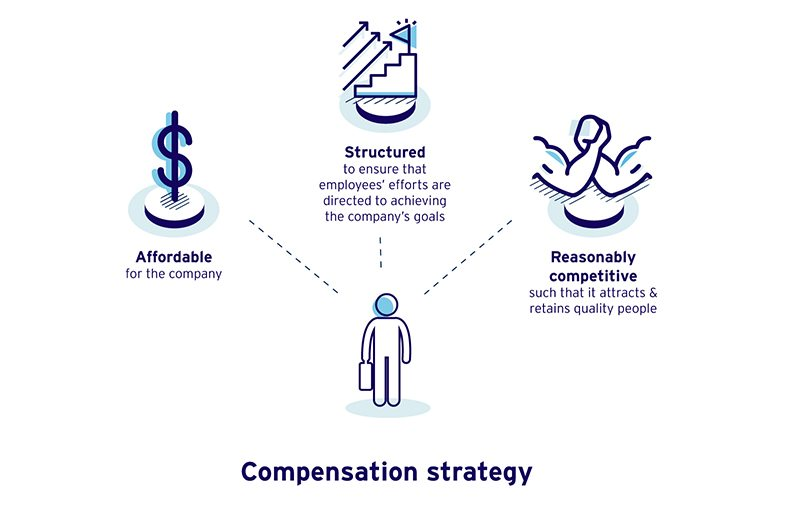 Structured
to ensure that
employees' efforts are
directed to achieving
the company's goals
Affordable
for the company
Reasonably
competitive
such that it attracts &
retains quality people
Compensation strategy